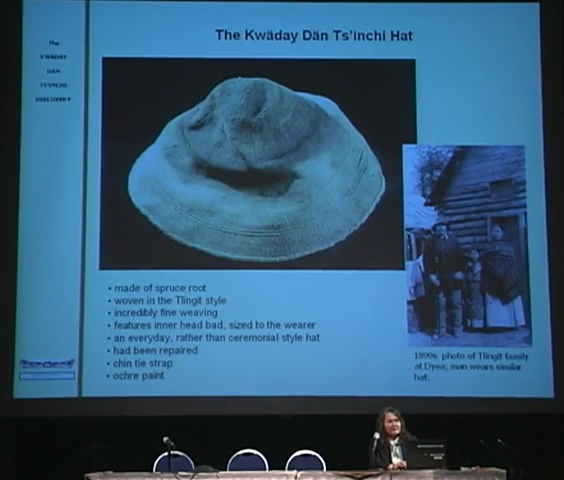 The
KWÄDAY
DÄN
TS'INCHI
DISCOVERY
The Kwäday Dän Ts'inchi Hat
• made of spruce root
• woven in the Tlingit style
• incredibly fine weaving
• features inner head bad, sized to the wearer
• an everyday, rather than ceremonial style hat
• had been repaired
• chin tie strap
• ochre paint
1890s photo of Tlingit family
at Dyea; man wears similar
hat.